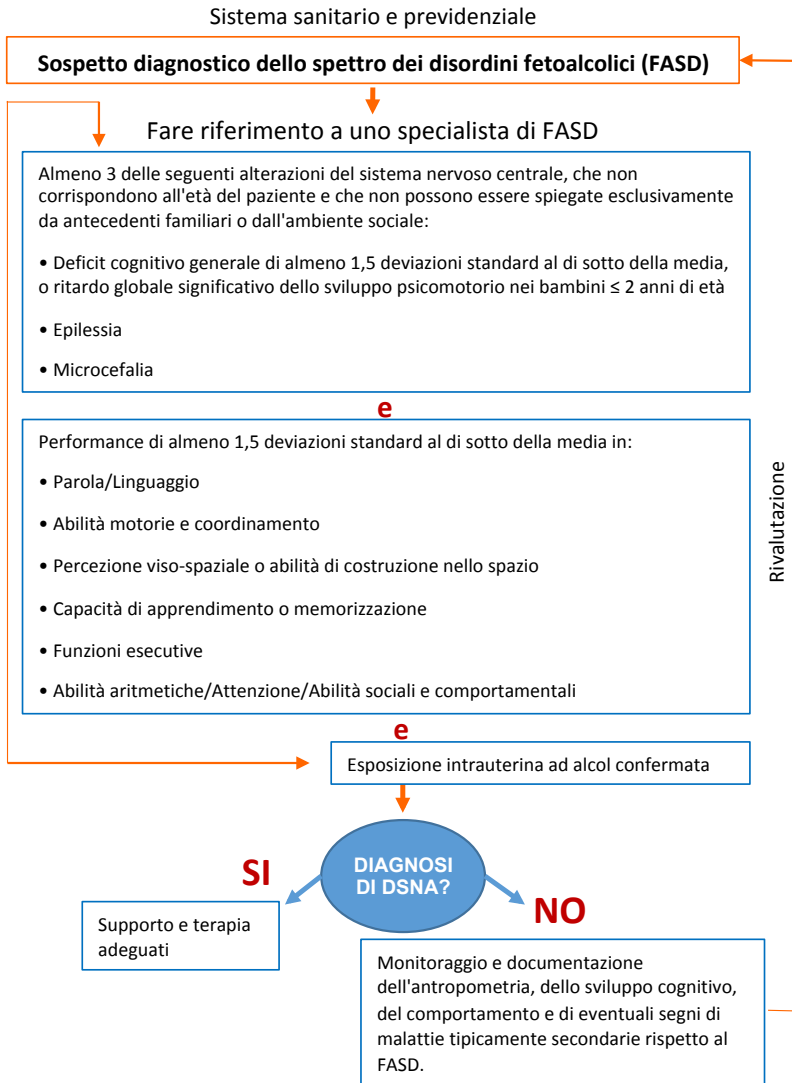 Sistema sanitario e previdenziale
Sospetto diagnostico dello spettro dei disordini fetoalcolici (FASD)
Fare riferimento a uno specialista di FASD
Almeno 3 delle seguenti alterazioni del sistema nervoso centrale, che non
corrispondono all'età del paziente e che non possono essere spiegate esclusivamente
da antecedenti familiari o dall'ambiente sociale:
• Deficit cognitivo generale di almeno 1,5 deviazioni standard al di sotto della media,
o ritardo globale significativo dello sviluppo psicomotorio nei bambini ≤ 2 anni di età
• Epilessia
• Microcefalia
e
Performance di almeno 1,5 deviazioni standard al di sotto della media in:
• Parola/Linguaggio
• Abilità motorie e coordinamento
• Percezione viso-spaziale o abilità di costruzione nello spazio
• Capacità di apprendimento o memorizzazione
• Funzioni esecutive
• Abilità aritmetiche/Attenzione/Abilità sociali e comportamentali
Rivalutazione
e
Esposizione intrauterina ad alcol confermata
DIAGNOSI
DI DSNA?
SI
NO
Supporto e terapia
adeguati
Monitoraggio e documentazione
dell'antropometria, dello sviluppo cognitivo,
del comportamento e di eventuali segni di
malattie tipicamente secondarie rispetto al
FASD.